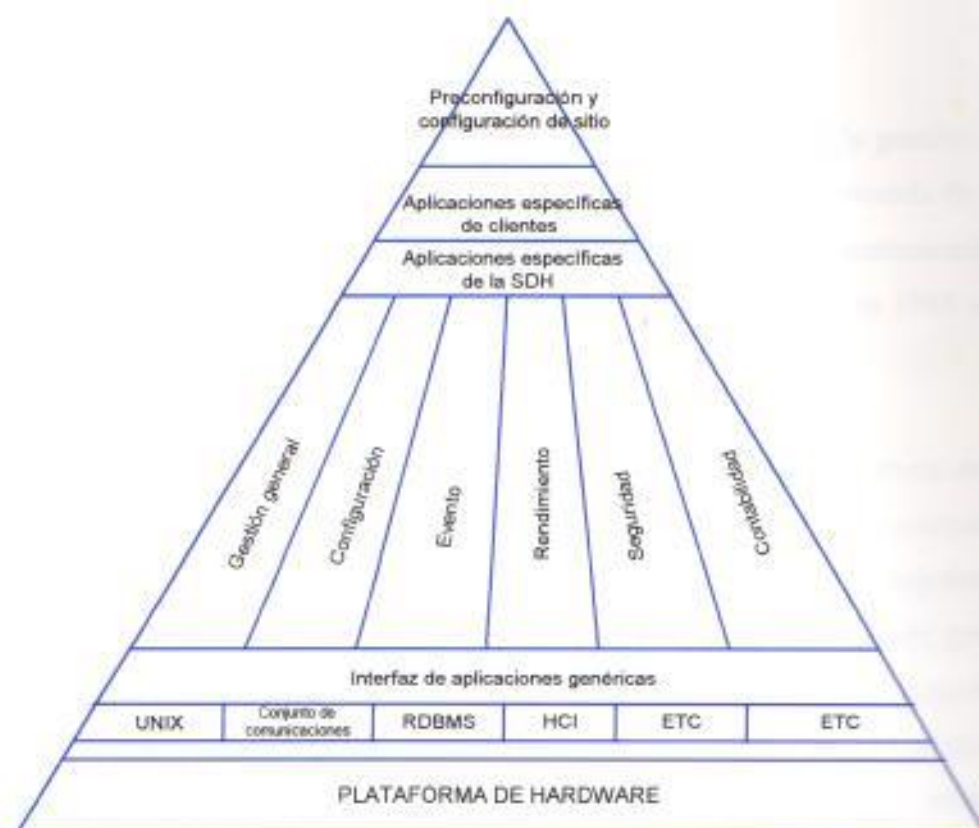 Preconfiguración y
configuración de sitio
Aplicaciones específicas
de clientes
Aplicaciones específicas
de la SDH
Gestión general
Configuración
Evento
Rendimiento
Seguridad
Contabilidad
Interfaz de aplicaciones genéricas
UNIX
Conjunto de
comunicaciones
RDBMS
HCI
ETC
ETC
PLATAFORMA DE HARDWARE